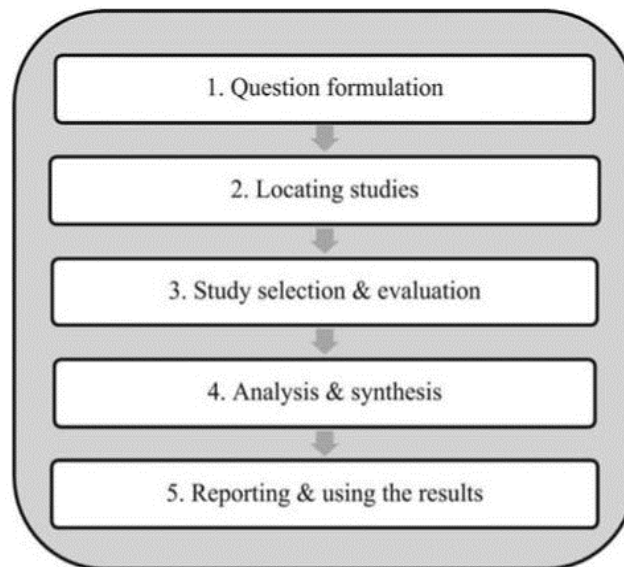 1. Question formulation
2. Locating studies
3. Study selection & evaluation
4. Analysis & synthesis
5. Reporting & using the results